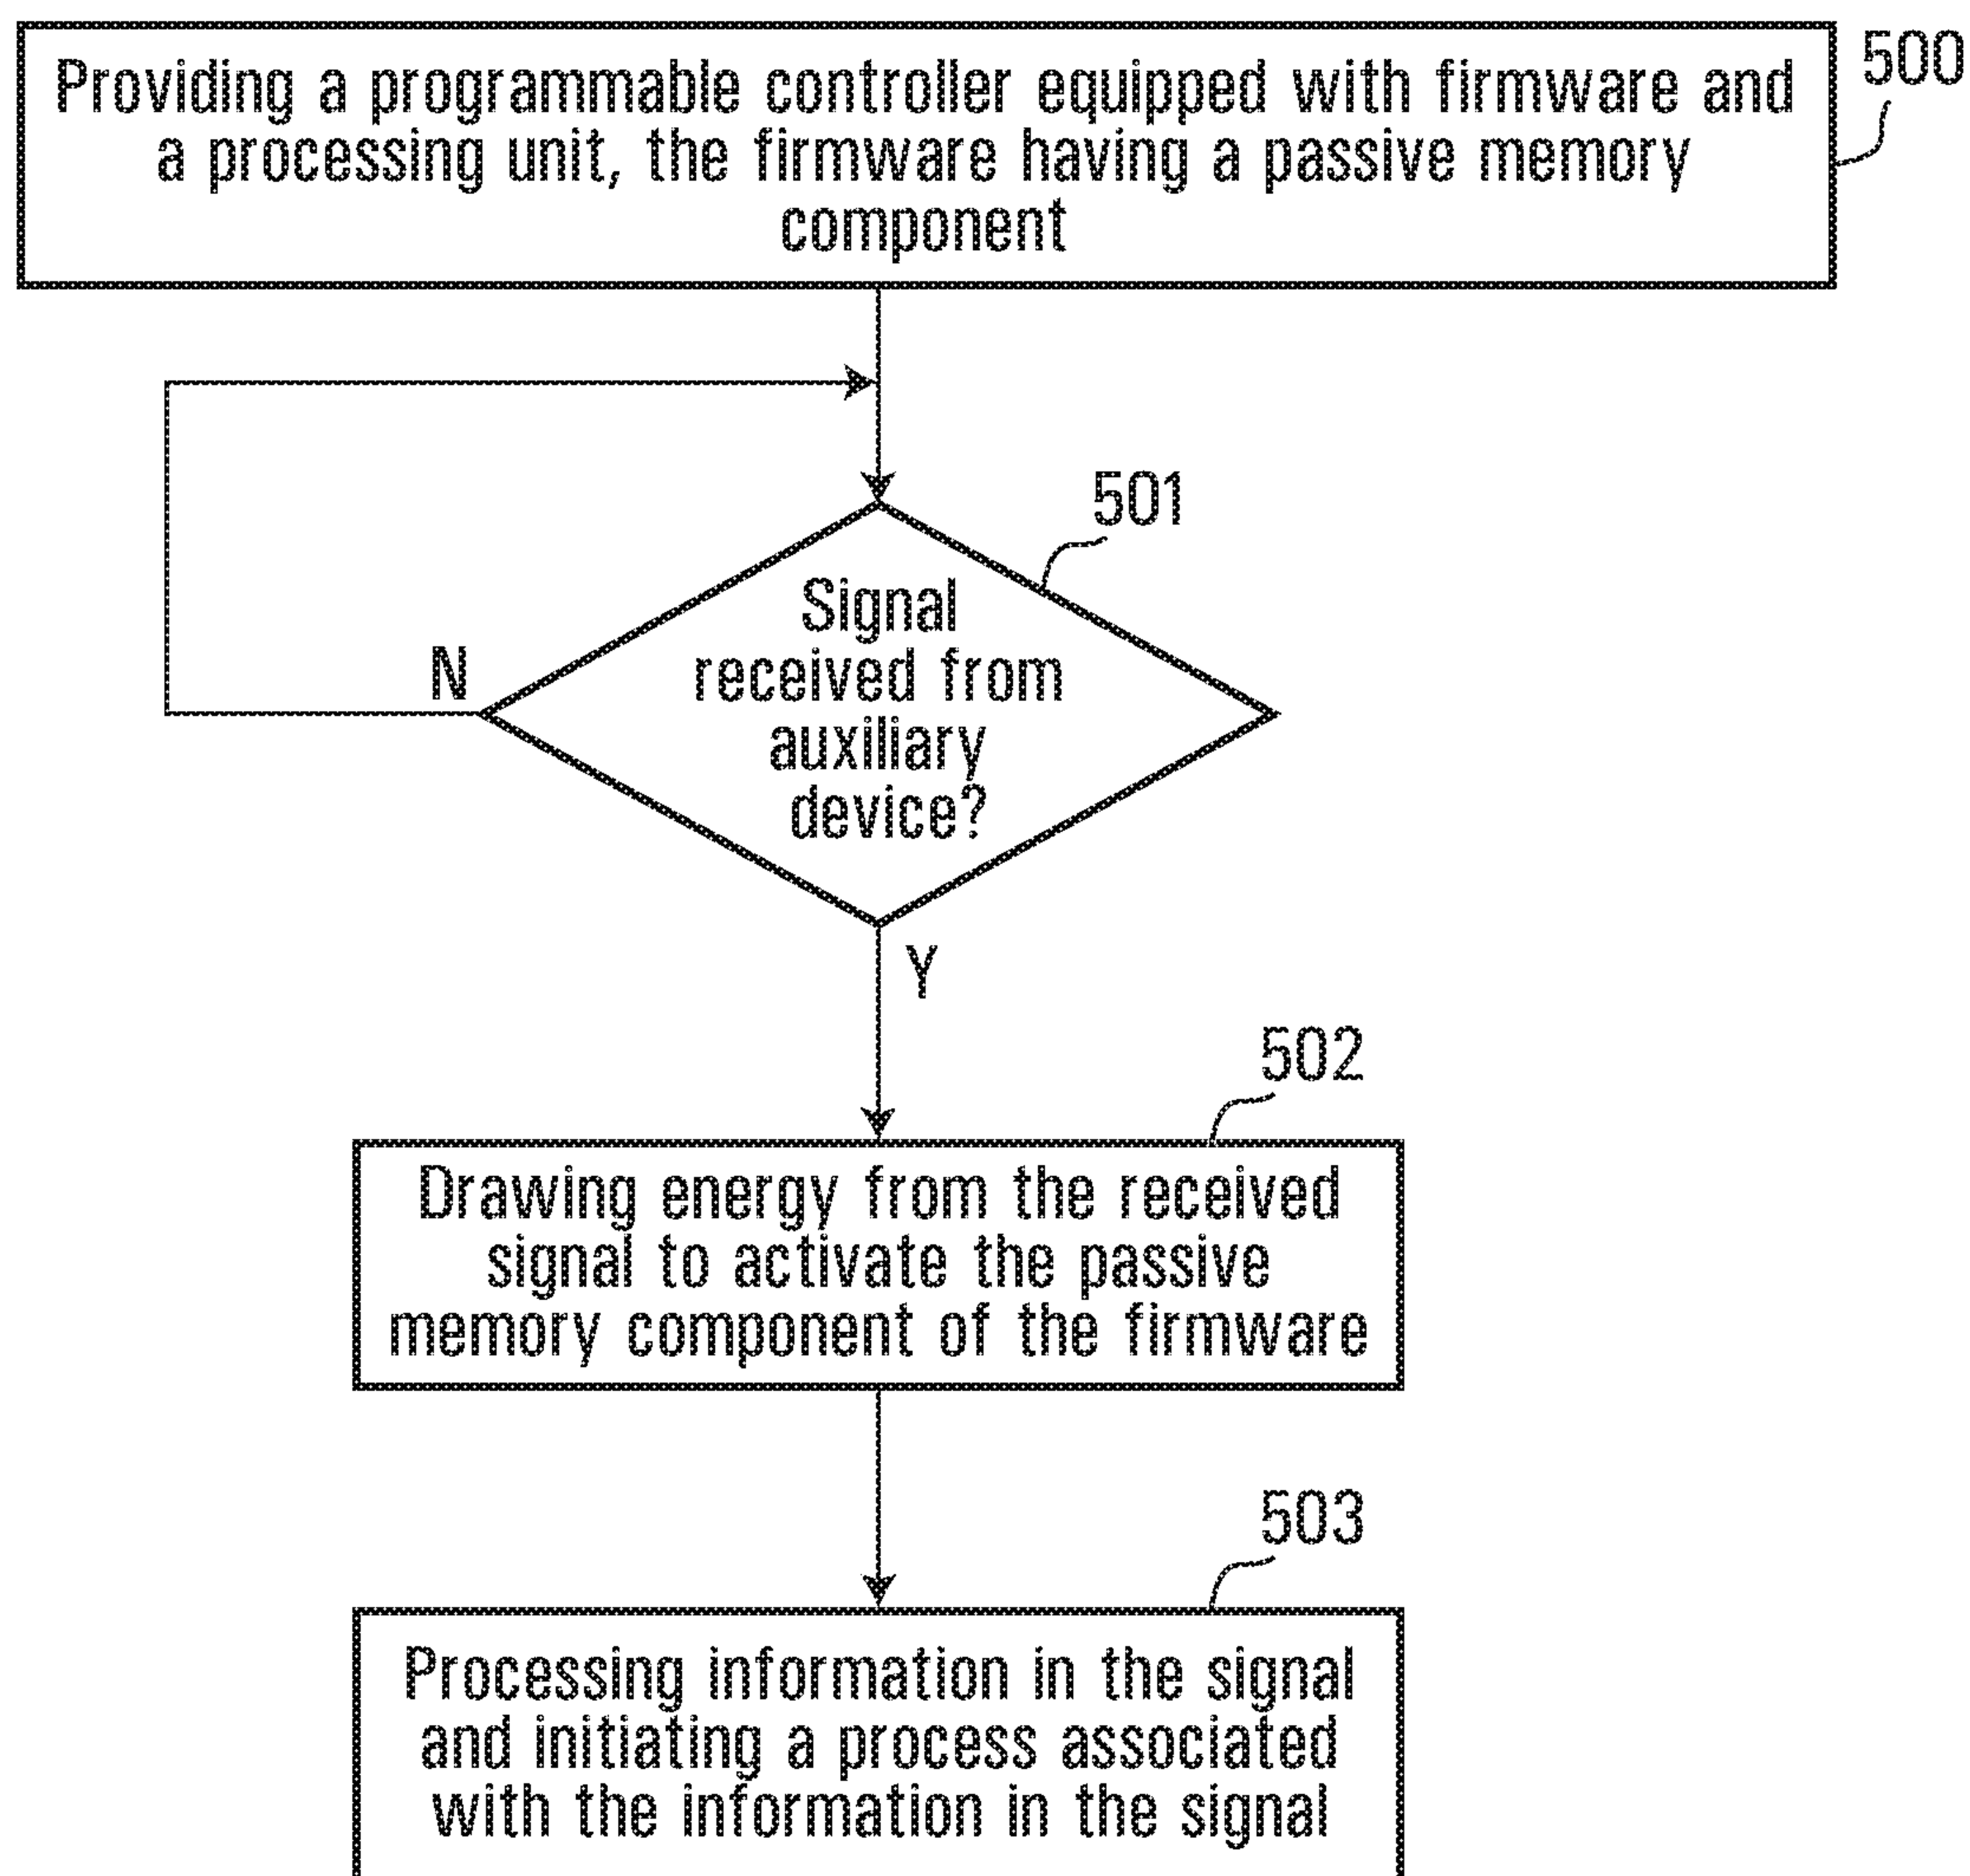 Providing a programmable controller equipped with firmware and
a processing unit, the firmware having a passive memory
component
500
501
Signal
received from
auxiliary
device?
N
Y
502
Drawing energy from the received
signal to activate the passive
memory component of the firmware
503
Processing information in the signal
and initiating a process associated
with the information in the signal